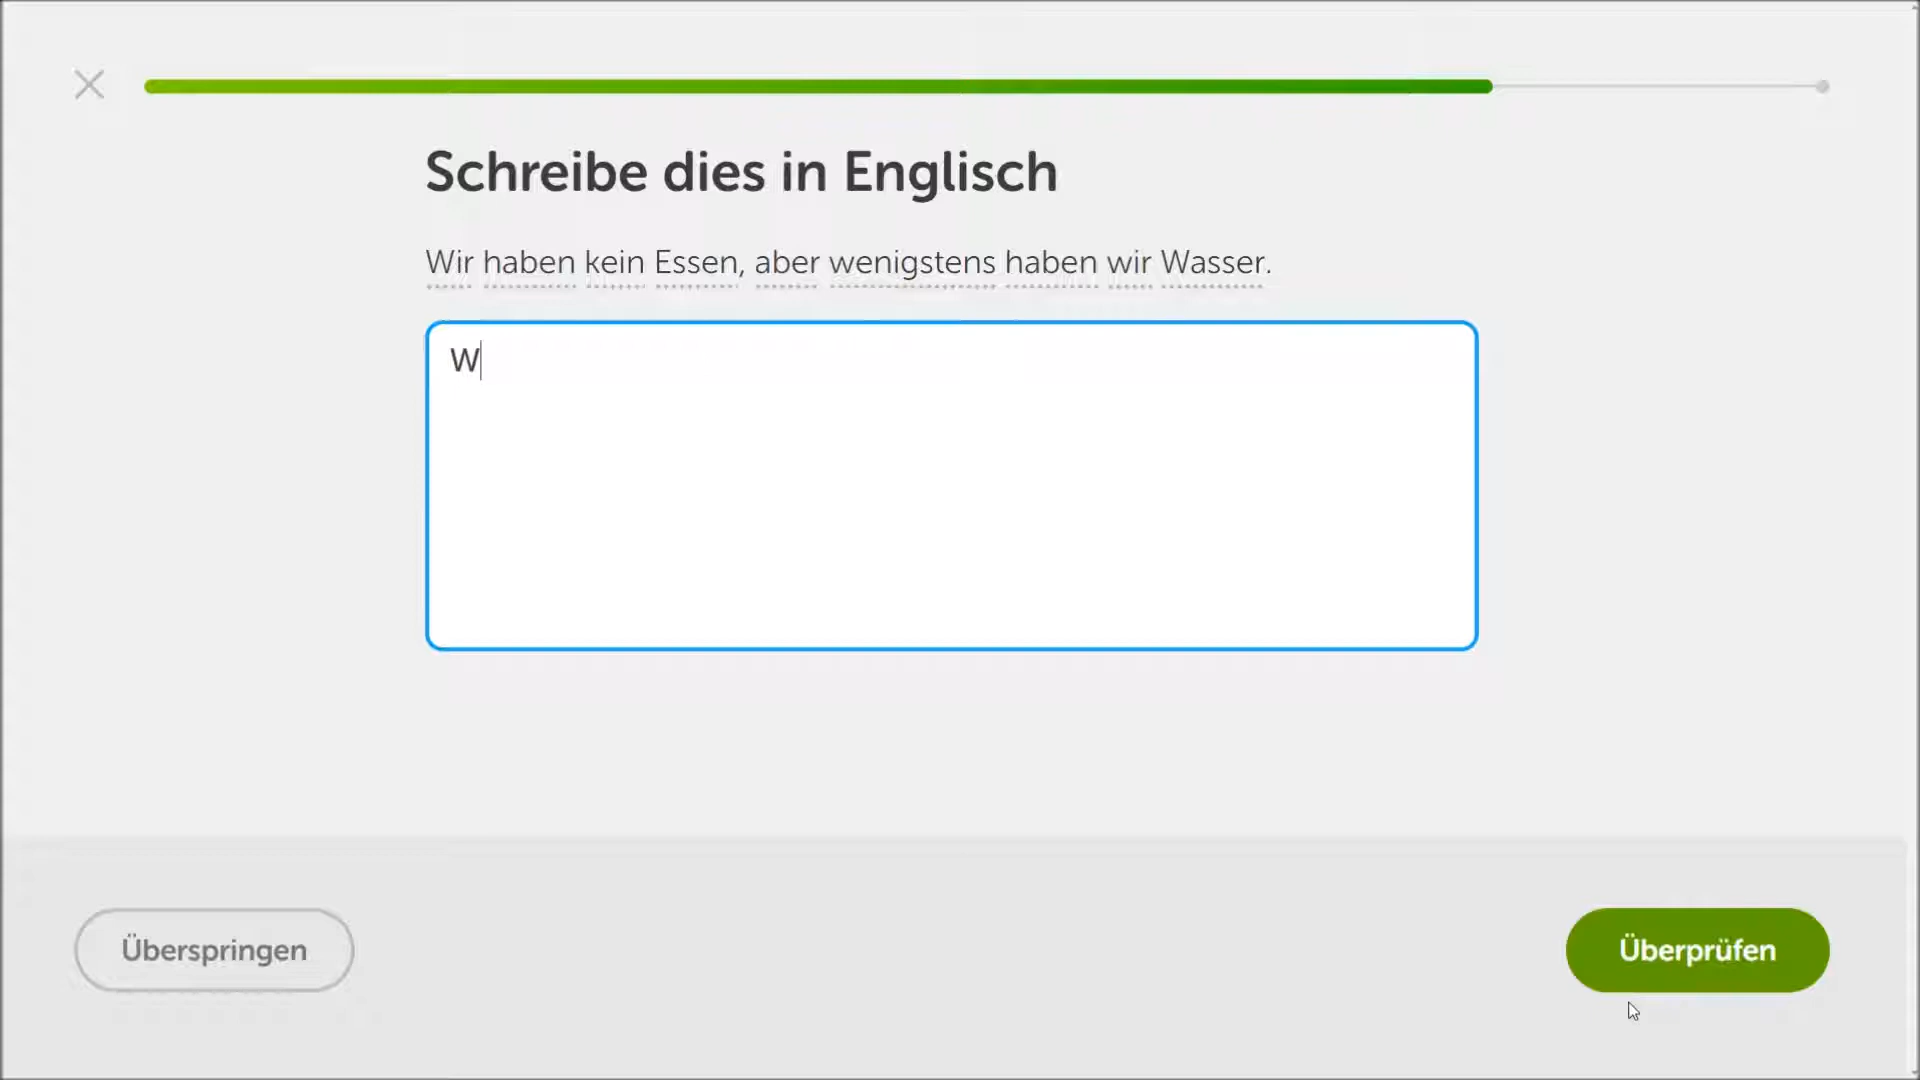 Schreibe dies in Englisch
Wir haben kein Essen, aber wenigstens haben wir Wasser.
W
Überspringen
Überprüfen